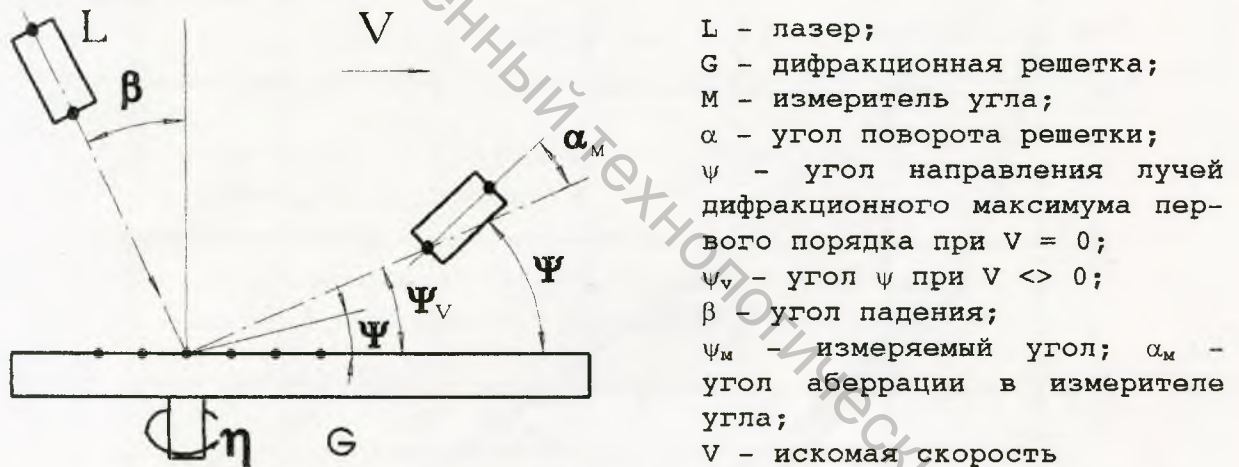 L
V
β
α_м
Ψ
Ψ_V
Ψ
η
G
L - лазер;
G - дифракционная решетка;
М - измеритель угла;
α - угол поворота решетки;
ψ - угол направления лучей
дифракционного максимума пер-
вого порядка при V = 0;
ψ_v - угол ψ при V <> 0;
β - угол падения;
ψ_м - измеряемый угол; α_м -
угол аберрации в измерителе
угла;
V - искомая скорость
технологическ